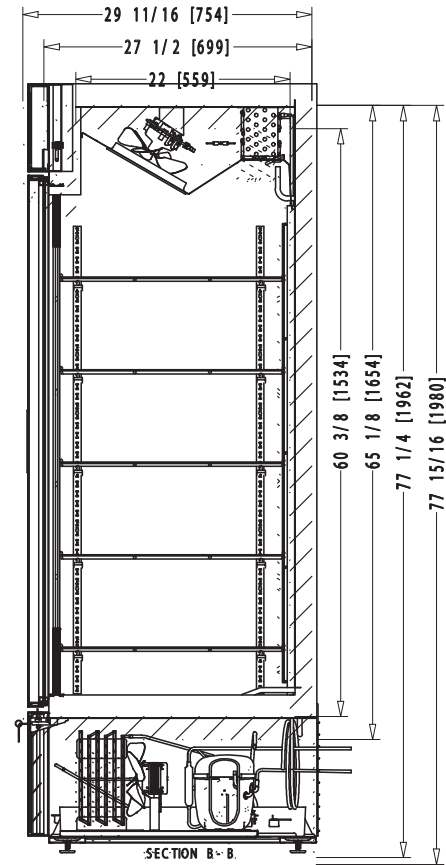 29 11/16 [754]
27 1/2 [699]
22 [559]
60 3/8 [1534]
65 1/8 [1654]
77 1/4 [1962]
77 15/16 [1980]
SECTION B - B